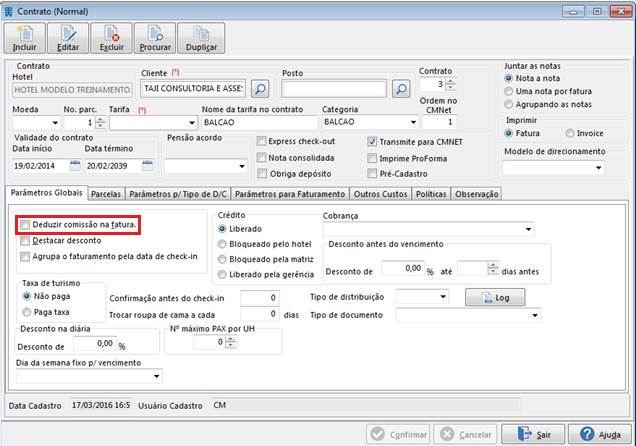 Contrato (Normal)
Incluir Editar Excluir Procurar Duplicar
Contrato
Hotel Cliente (*) Posto Contrato
HOTEL MODELO TREINAMENTO TAJI CONSULTORIA E ASSE 3
Moeda No. parc. Tarifa (*) Nome da tarifa no contrato Categoria Ordem no CMNet
1 BALCAO BALCAO 1
Juntar as notas
Nota a nota
Uma nota por fatura
Agrupando as notas
Imprimir
Fatura Invoice
Modelo de direcionamento
Validade do contrato
Data início Data término
19/02/2014 20/02/2039
Pensão acordo
Express check-out
Nota consolidada
Obriga depósito
Transmite para CMNET
Imprime ProForma
Pré-Cadastro
Parâmetros Globais Parcelas Parâmetros p/ Tipo de D/C Parâmetros para Faturamento Outros Custos Políticas Observação
Deduzir comissão na fatura.
Destacar desconto
Agrupa o faturamento pela data de check-in
Crédito
Liberado
Bloqueado pelo hotel
Bloqueado pela matriz
Liberado pela gerência
Cobrança
Desconto antes do vencimento
Desconto de 0,00 % até dias antes
Taxa de turismo
Não paga
Paga taxa
Confirmação antes do check-in 0
Trocar roupa de cama a cada 0 dias
Tipo de distribuição Log
Tipo de documento
Desconto na diária
Desconto de 0,00 %
Nº máximo PAX por UH
0
Dia da semana fixo p/ vencimento
Data Cadastro 17/03/2016 16:5 Usuário Cadastro CM
Confirmar Cancelar Sair Ajuda